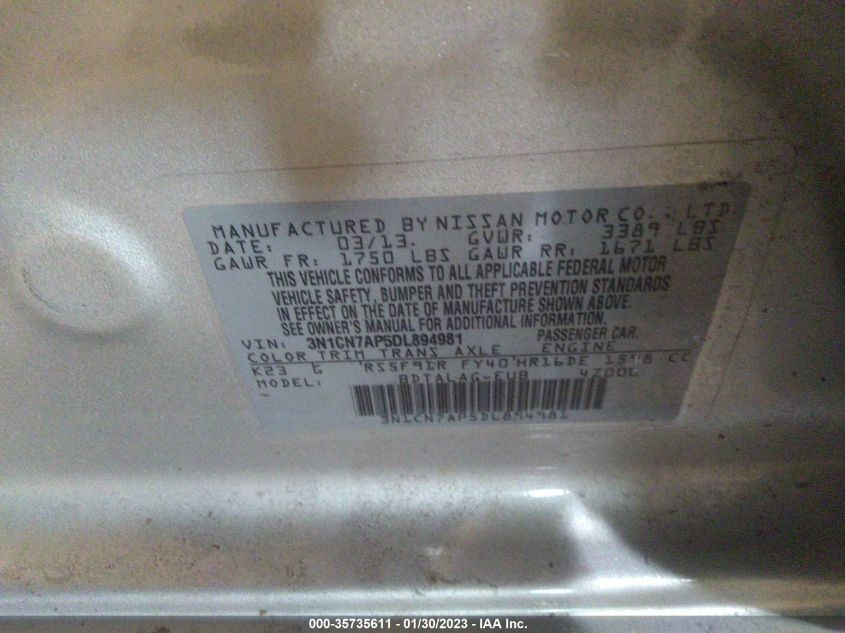 MANUFACTURED BY NISSAN MOTOR CO., LTD.
DATE: 03/13. GVWR: 3389 LBS
GAWR FR: 1750 LBS GAWR RR: 1671 LBS
THIS VEHICLE CONFORMS TO ALL APPLICABLE FEDERAL MOTOR
VEHICLE SAFETY, BUMPER AND THEFT PREVENTION STANDARDS
IN EFFECT ON THE DATE OF MANUFACTURE SHOWN ABOVE.
SEE OWNER'S MANUAL FOR ADDITIONAL INFORMATION.
VIN: 3N1CN7AP5DL894981 PASSENGER CAR.
COLOR TRIM TRANS AXLE ENGINE
K23 G RS5F91R FY40 HR16DE 1598 CC
MODEL: BDTALAG-EUB
3N1CN7AP5DL894981
000-35735611 - 01/30/2023 - IAA Inc.